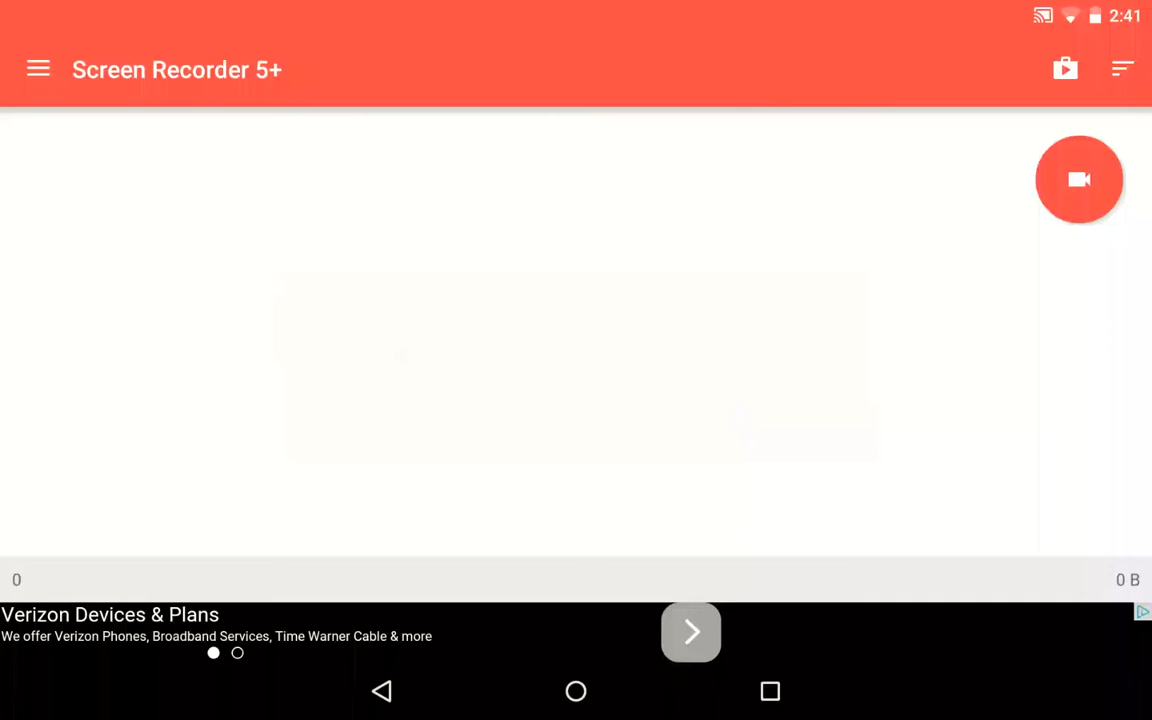 2:41
Screen Recorder 5+
0
0 B
Verizon Devices & Plans
We offer Verizon Phones, Broadband Services, Time Warner Cable & more